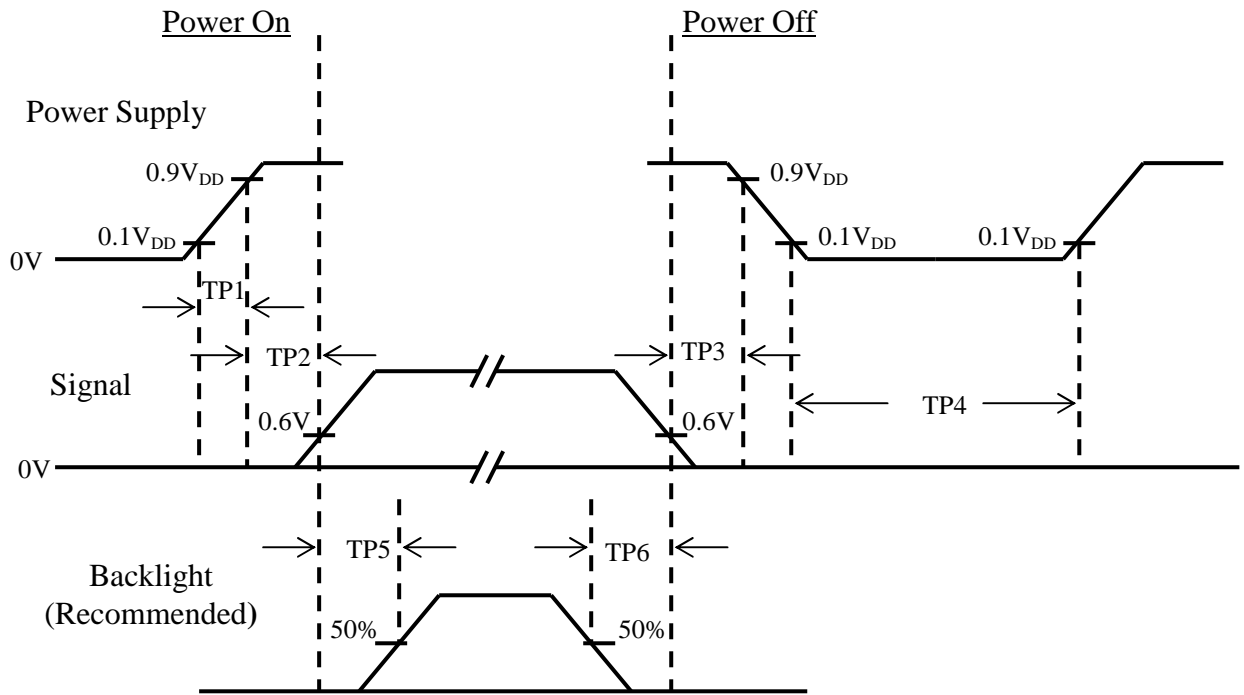 Power On
Power Off
Power Supply
0.9VDD
0.9VDD
0.1VDD
0.1VDD
0.1VDD
0V
TP1
TP2
TP3
Signal
TP4
0.6V
0.6V
0V
TP5
TP6
Backlight
(Recommended)
50%
50%